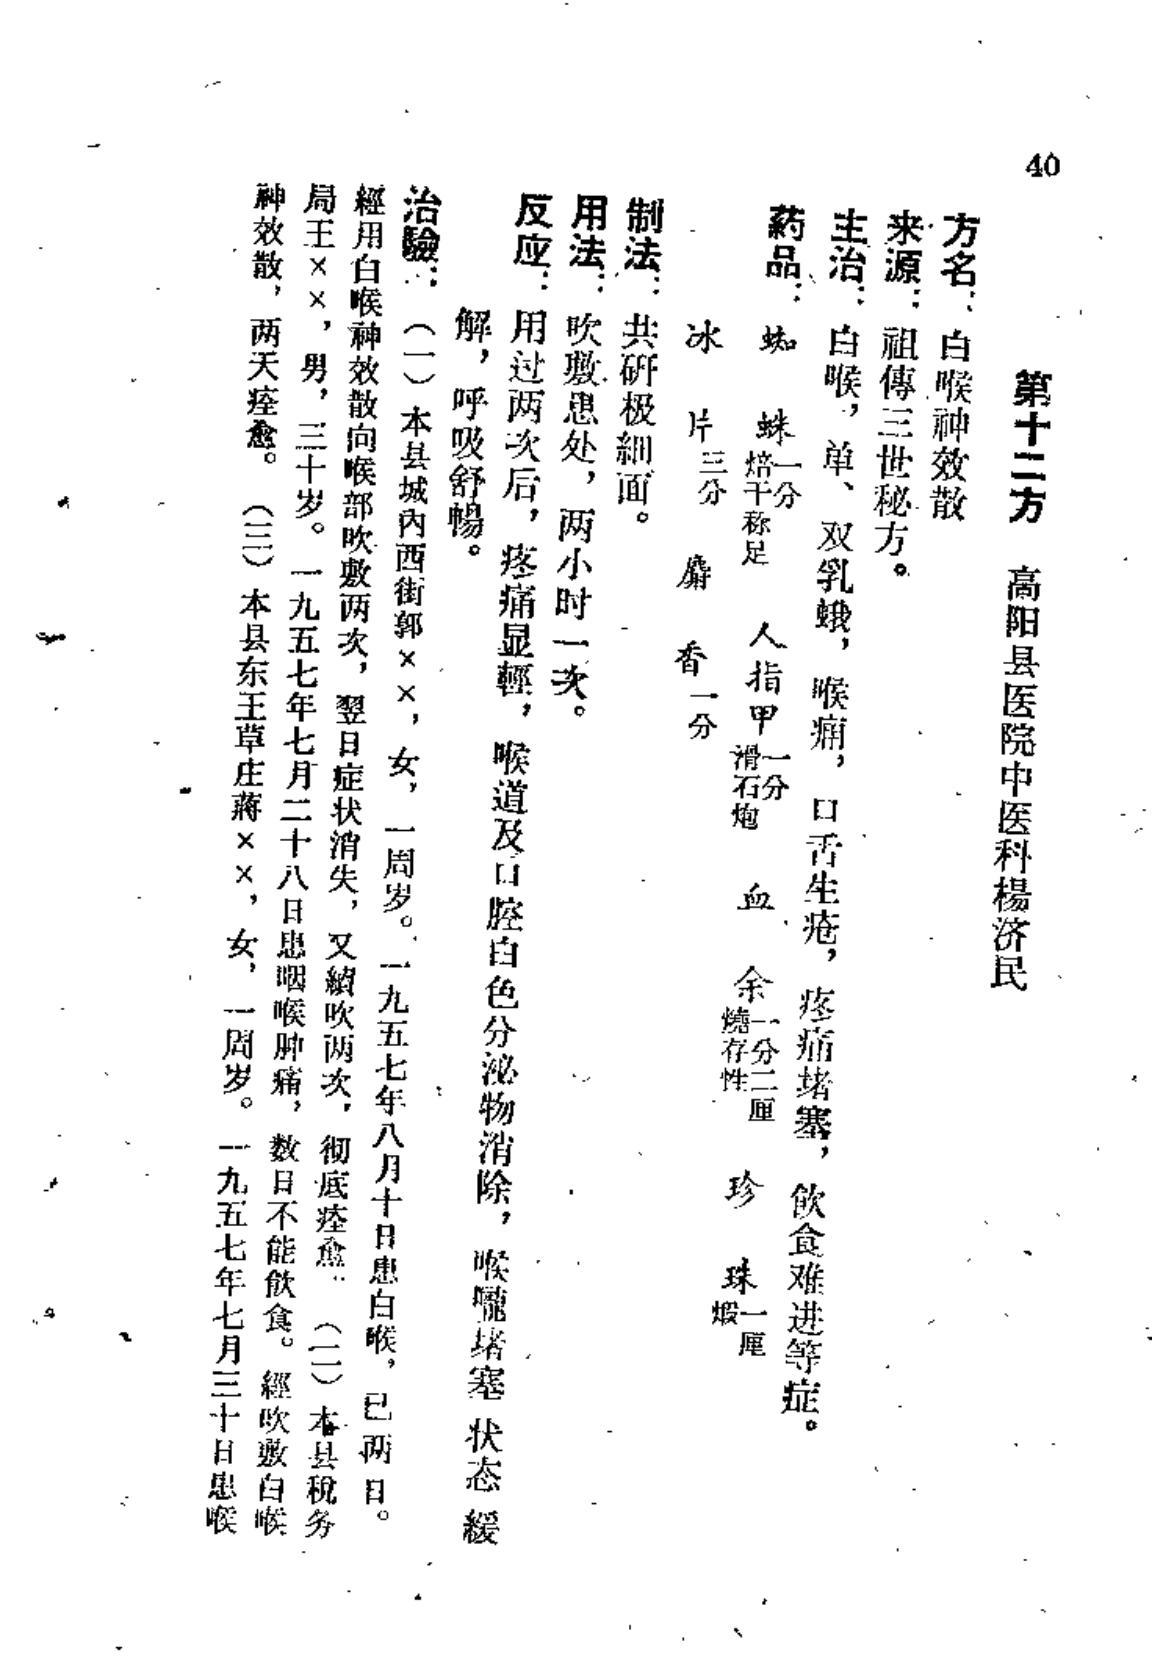 40
第十二方　高阳县医院中医科楊济民
方名：白喉神效散
来源：祖傳三世秘方。
主治：白喉，单、双乳蛾，喉痈，口舌生疮，疼痛堵塞，飲食难进等症。
药品：蜘蛛一分焙干称足　人指甲一分滑石炮　血余一分二厘燒存性　珍珠一厘煅
冰片三分　麝香一分
制法：共研极細面。
用法：吹敷患处，两小时一次。
反应：用过两次后，疼痛显輕，喉道及口腔白色分泌物消除，喉嚨堵塞状态緩
解，呼吸舒暢。
治驗：（一）本县城內西街郭××，女，一周岁。一九五七年八月十日患白喉，已两日。
經用白喉神效散向喉部吹敷两次，翌日症状消失，又續吹两次，彻底痊愈。（二）本县税务
局王××，男，三十岁。一九五七年七月二十八日患咽喉肿痛，数日不能飲食。經吹敷白喉
神效散，两天痊愈。（三）本县东王草庄蔣××，女，一周岁。一九五七年七月三十日患喉